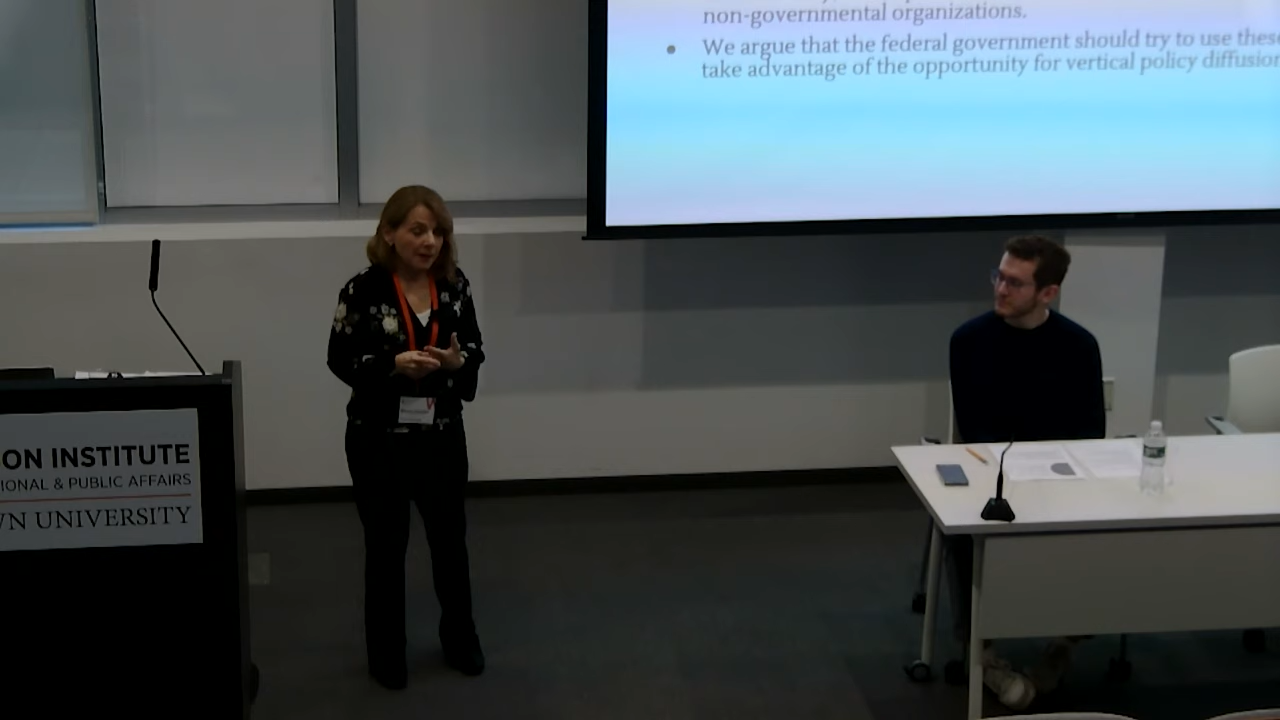 non-governmental organizations.
• We argue that the federal government should try to use these
take advantage of the opportunity for vertical policy diffusion
ON INSTITUTE
IONAL & PUBLIC AFFAIRS
WN UNIVERSITY